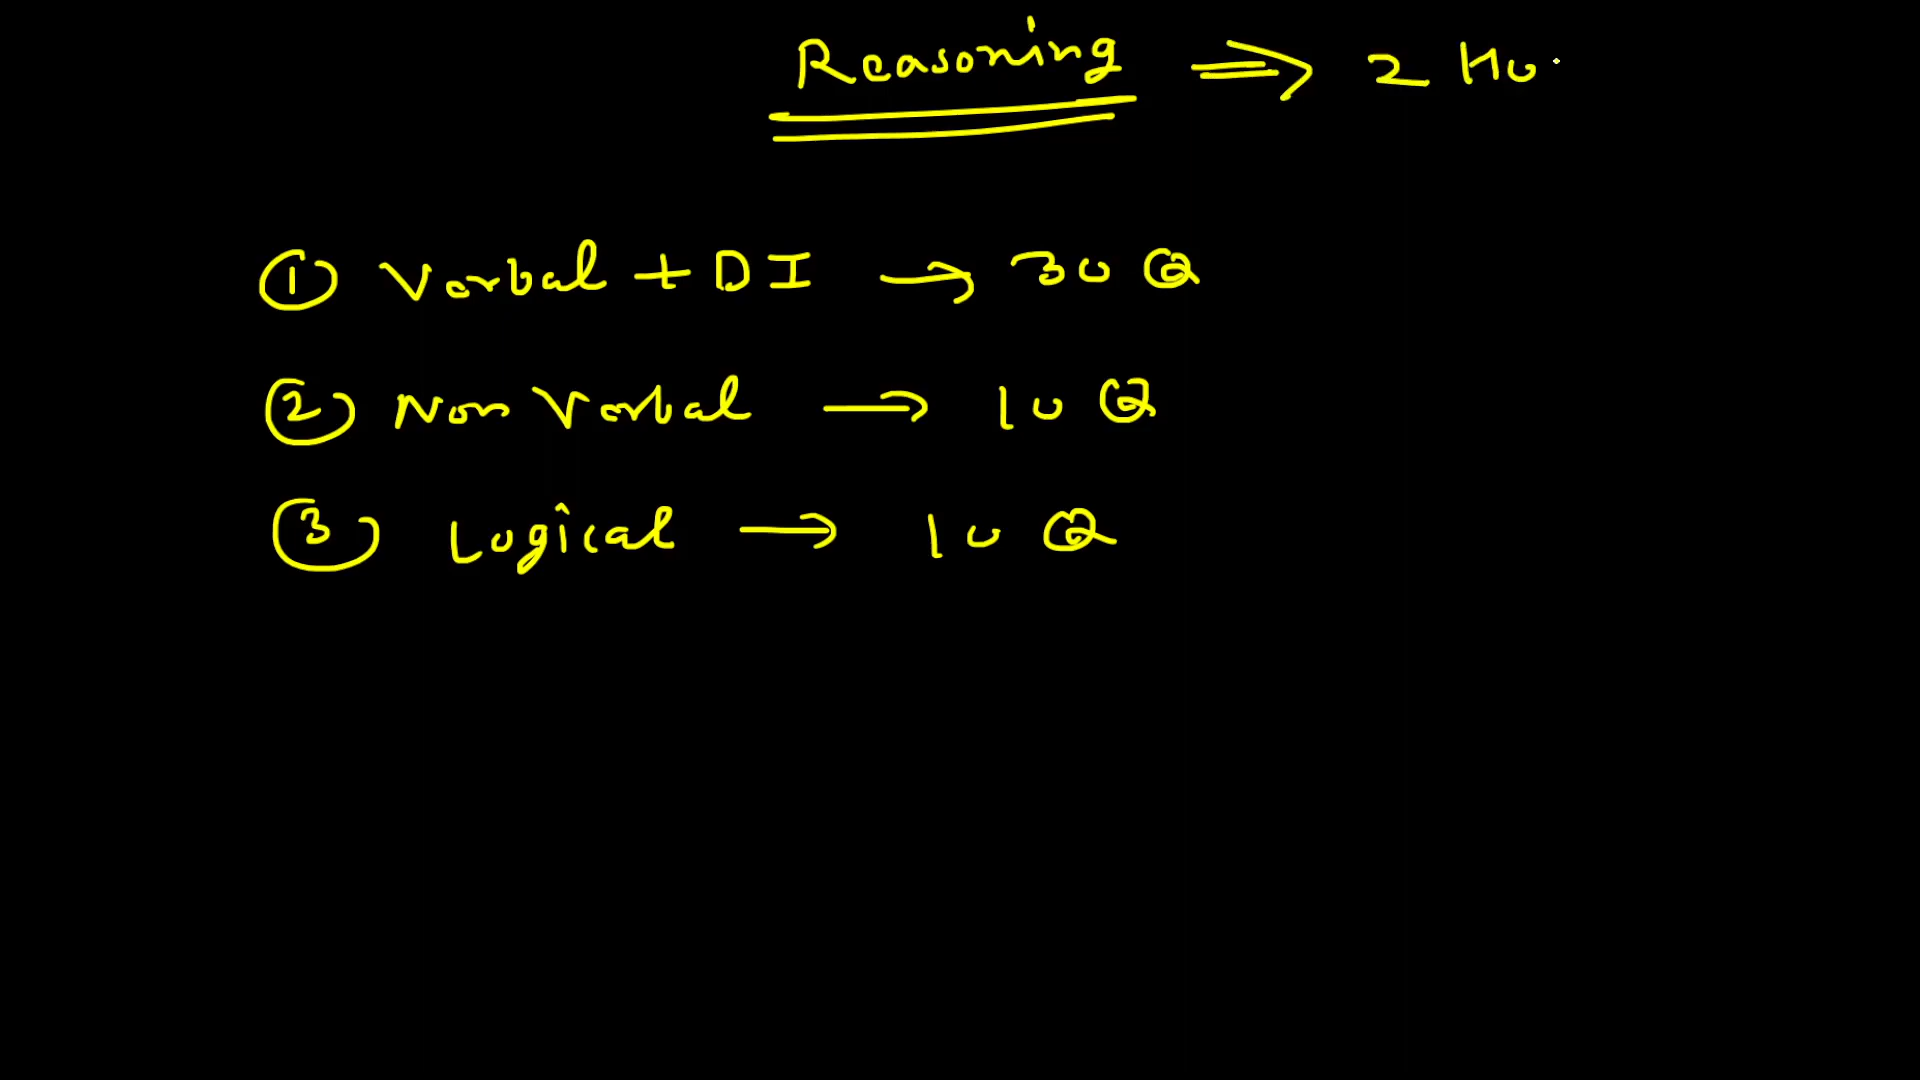 Reasoning ⇒ 2 Ho
① Verbal + DI → 30 Q
② Non Verbal → 10 Q
③ Logical → 10 Q